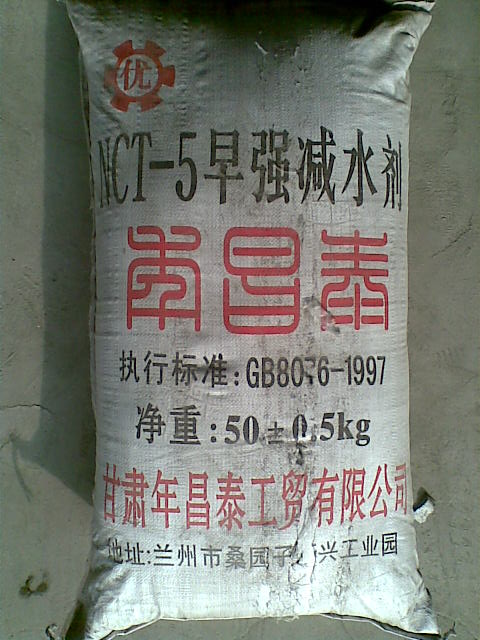 优
NCT-5早强减水剂
年昌泰
执行标准:GB8076-1997
净重:50±0.5kg
甘肃年昌泰工贸有限公司
地址:兰州市桑园子 兴工业园